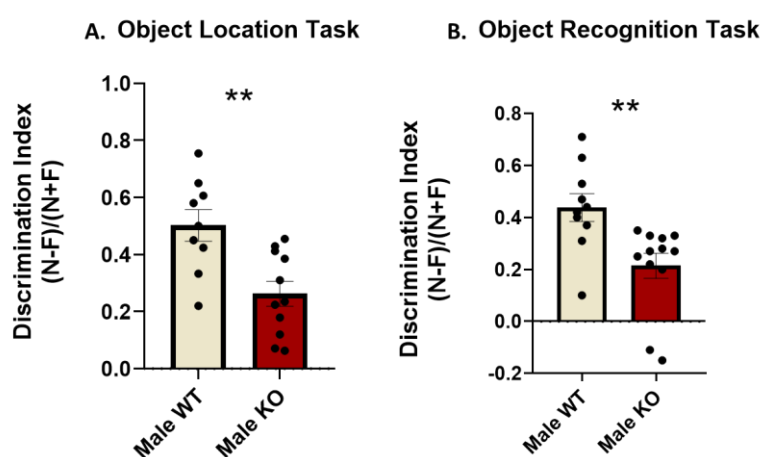 A. Object Location Task
Discrimination Index
(N-F)/(N+F)
1.0
0.8
0.6
0.4
0.2
0.0
**
Male WT
Male KO
B. Object Recognition Task
Discrimination Index
(N-F)/(N+F)
0.8
0.6
0.4
0.2
0.0
-0.2
**
Male WT
Male KO